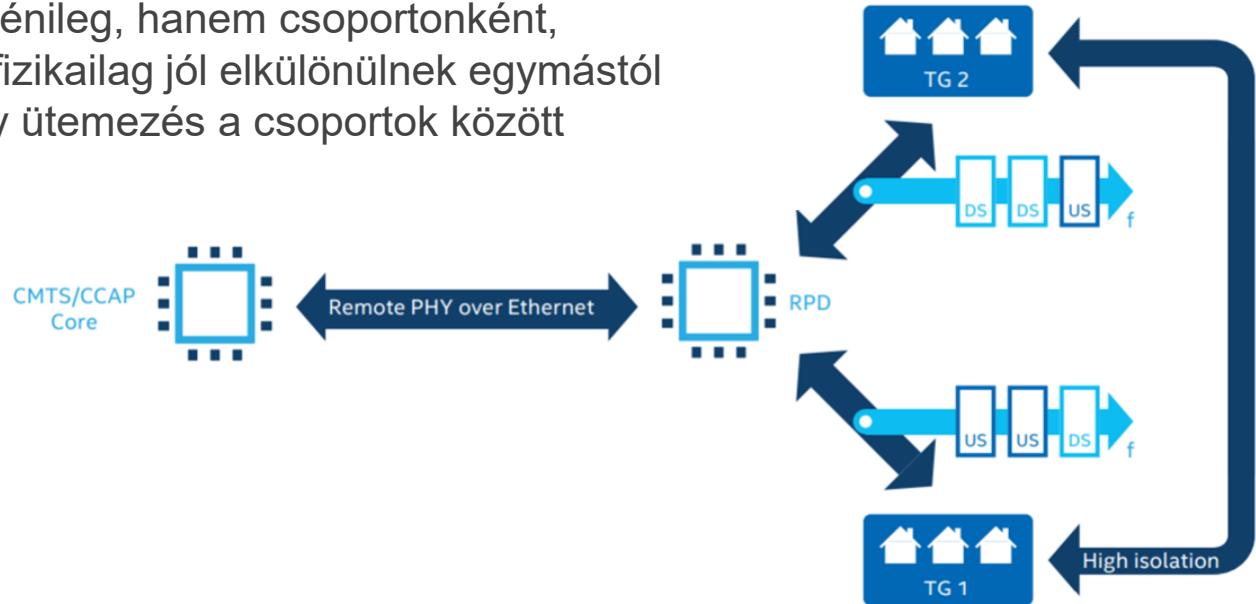 énileg, hanem csoportonként,
fizikailag jól elkülönülnek egymástól
ütemezés a csoportok között
TG 2
DS DS US
f
CMTS/CCAP
Core
Remote PHY over Ethernet
RPD
US US DS
f
High isolation
TG 1